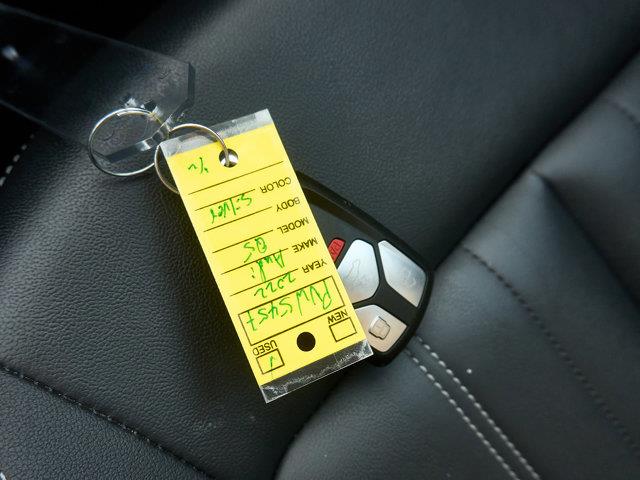 NEW USED ✓
YEAR 2022
MAKE Audi
MODEL Q5
BODY
COLOR Silver